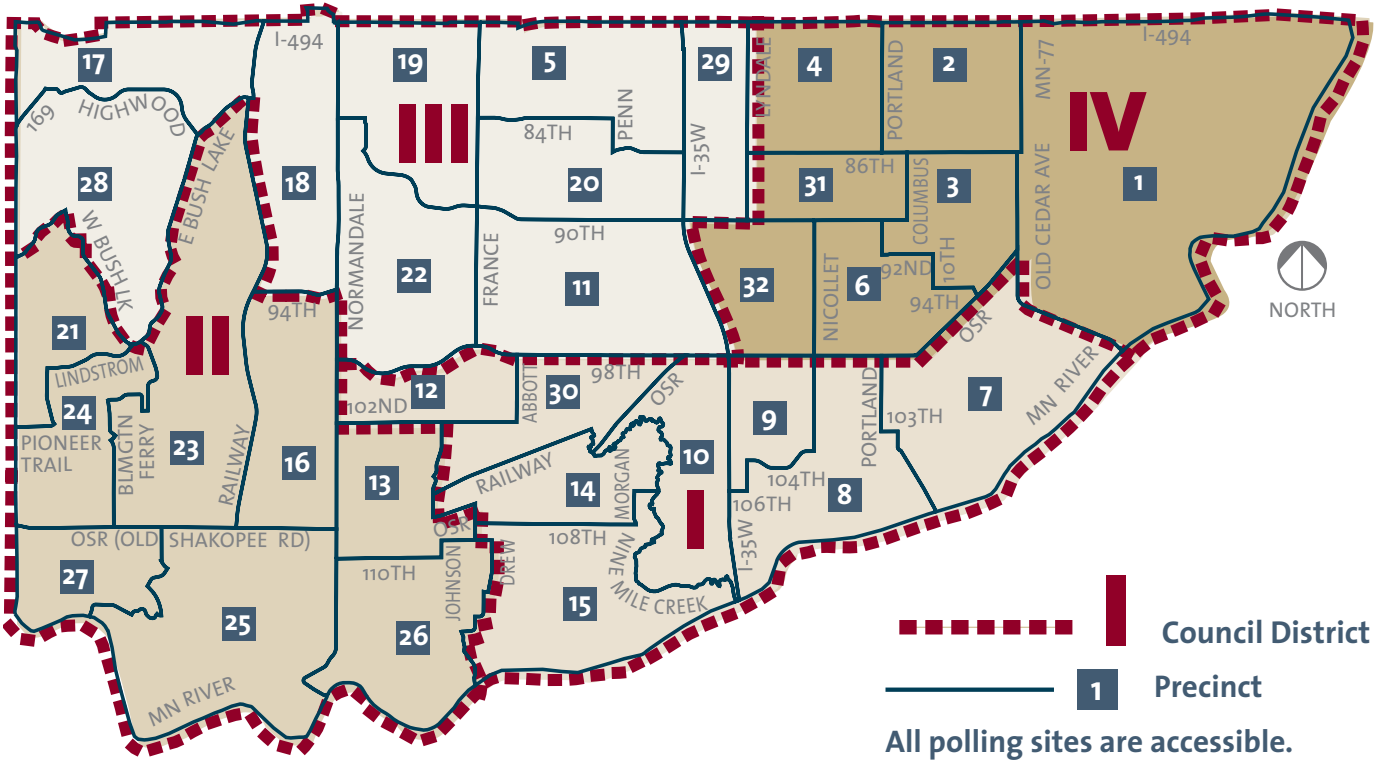 I-494
I-494
17
19
5
29
4
2
LYNDALE
PORTLAND
MN-77
IV
169
HIGHWOOD
III
84TH
PENN
I-35W
E BUSH LAKE
28
18
20
31
86TH
COLUMBUS
3
OLD CEDAR AVE
1
W BUSH LK
NORMANDALE
FRANCE
90TH
22
11
32
NICOLLET
6
92ND
10TH
94TH
OSR
NORTH
21
II
94TH
LINDSTROM
24
PIONEER
TRAIL
BLMGTN
FERRY
23
RAILWAY
16
12
102ND
ABBOTT
30
98TH
OSR
9
PORTLAND
103TH
7
MN RIVER
13
RAILWAY
14
MORGAN
10
I
104TH
106TH
8
I-35W
OSR
108TH
OSR (OLD SHAKOPEE RD)
27
110TH
JOHNSON
DREW
NINE MILE CREEK
15
25
26
MN RIVER
I
Council District
1
Precinct
All polling sites are accessible.